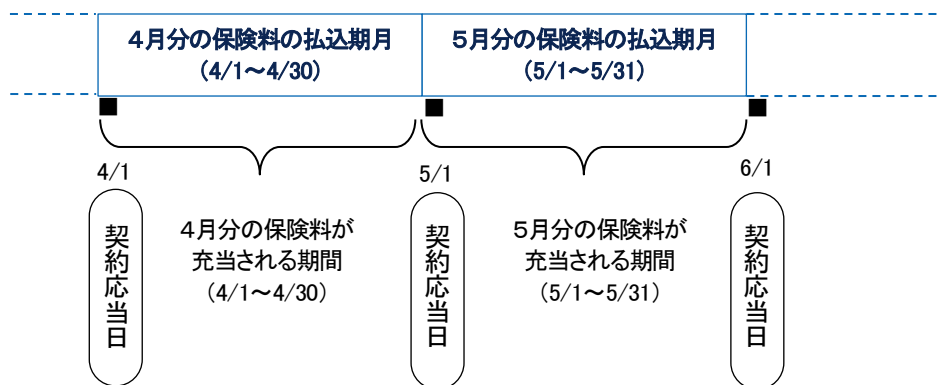 ４月分の保険料の払込期月
（4/1～4/30）
５月分の保険料の払込期月
（5/1～5/31）
4/1
5/1
6/1
契約応当日
４月分の保険料が
充当される期間
（4/1～4/30）
契約応当日
５月分の保険料が
充当される期間
（5/1～5/31）
契約応当日